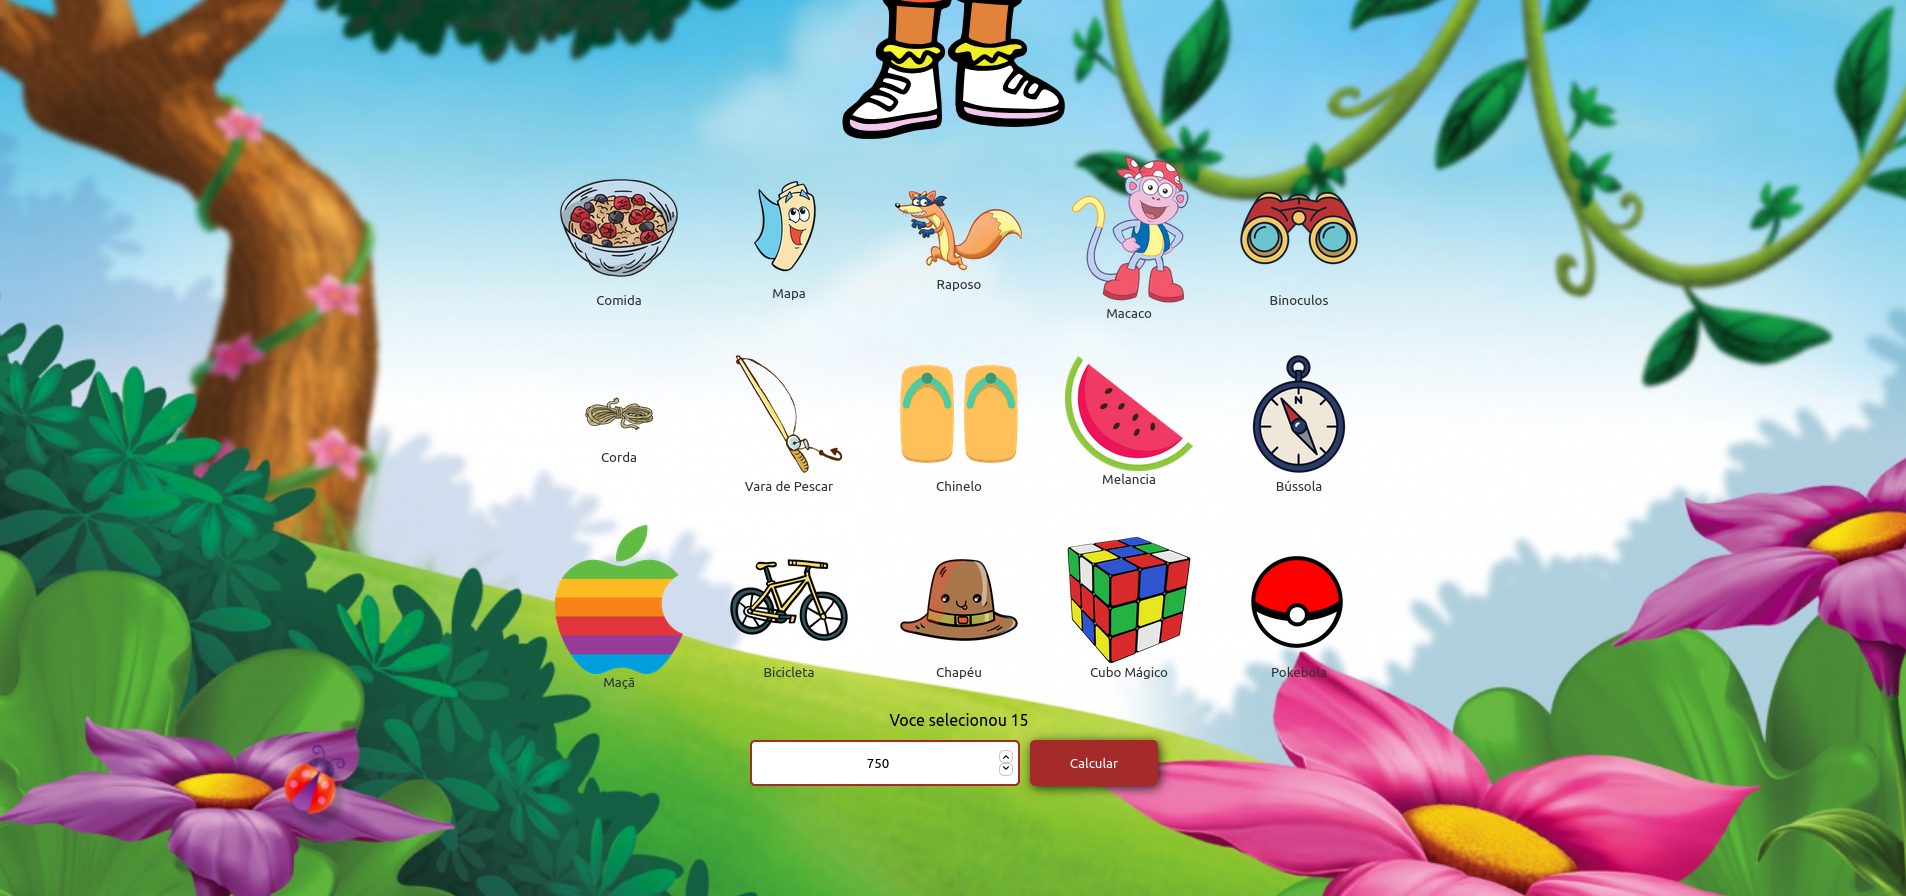 Comida
Mapa
Raposo
Macaco
Binoculos
N
Corda
Vara de Pescar
Chinelo
Melancia
Bússola
Maçã
Bicicleta
Chapéu
Cubo Mágico
Pokebola
Voce selecionou 15
750
Calcular